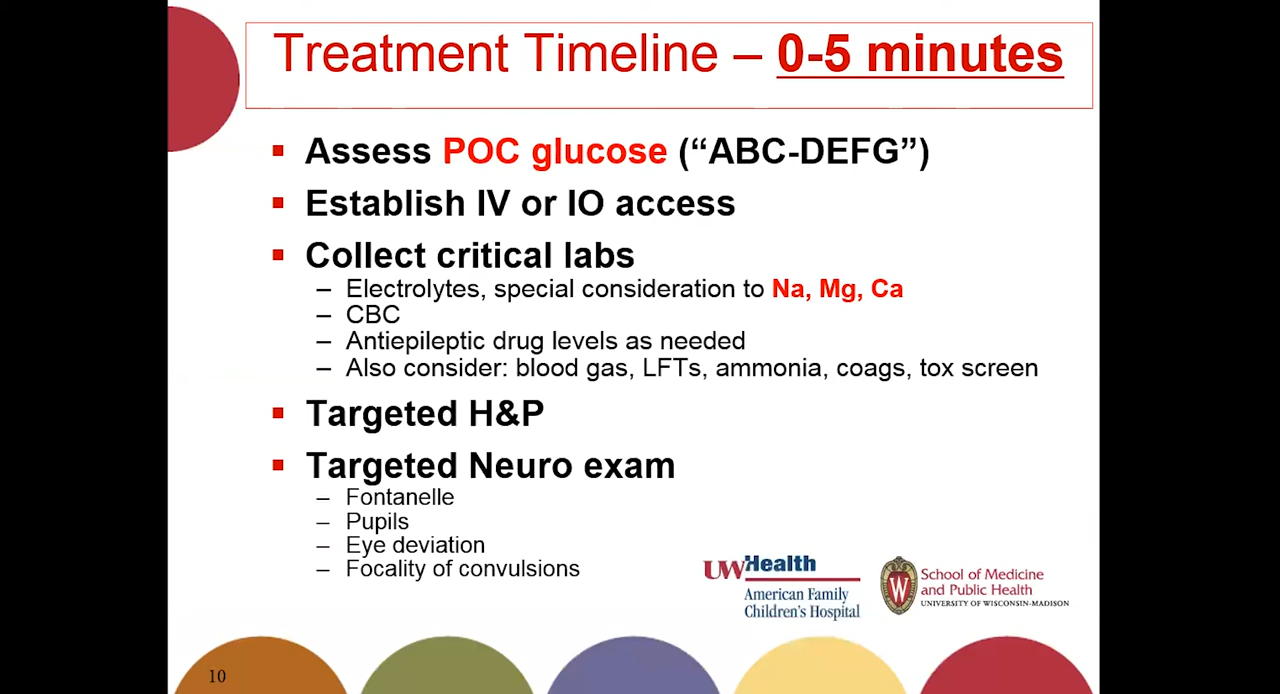 Treatment Timeline – 0-5 minutes
▪ Assess POC glucose (“ABC-DEFG”)
▪ Establish IV or IO access
▪ Collect critical labs
– Electrolytes, special consideration to Na, Mg, Ca
– CBC
– Antiepileptic drug levels as needed
– Also consider: blood gas, LFTs, ammonia, coags, tox screen
▪ Targeted H&P
▪ Targeted Neuro exam
– Fontanelle
– Pupils
– Eye deviation
– Focality of convulsions
UWHealth
American Family
Children's Hospital
W
School of Medicine
and Public Health
UNIVERSITY OF WISCONSIN-MADISON
10